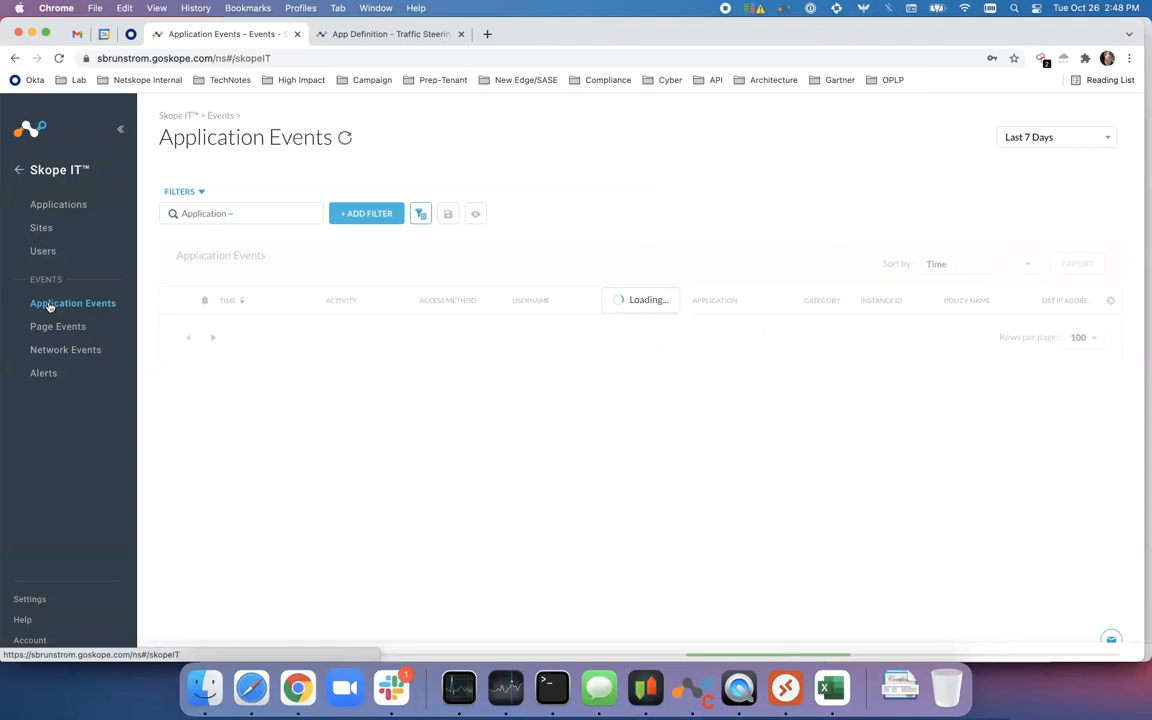 Chrome File Edit View History Bookmarks Profiles Tab Window Help
Tue Oct 26 2:48 PM
Application Events - Events - S
App Definition - Traffic Steerin
sbrunstrom.goskope.com/ns#/skopeIT
2
Okta Lab Netskope Internal TechNotes High Impact Campaign Prep-Tenant New Edge/SASE Compliance Cyber API Architecture Gartner OPLP Reading List
Skope IT™ > Events >
Application Events
Last 7 Days
Skope IT™
Applications
Sites
Users
EVENTS
Application Events
Page Events
Network Events
Alerts
Settings
Help
Account
FILTERS
Application ~
+ ADD FILTER
Application Events
Sort by: Time
EXPORT
TIME ACTIVITY ACCESS METHOD USERNAME Loading... APPLICATION CATEGORY INSTANCE ID POLICY NAME DST IP ADDRE...
Rows per page: 100
https://sbrunstrom.goskope.com/ns#/skopeIT
1
C